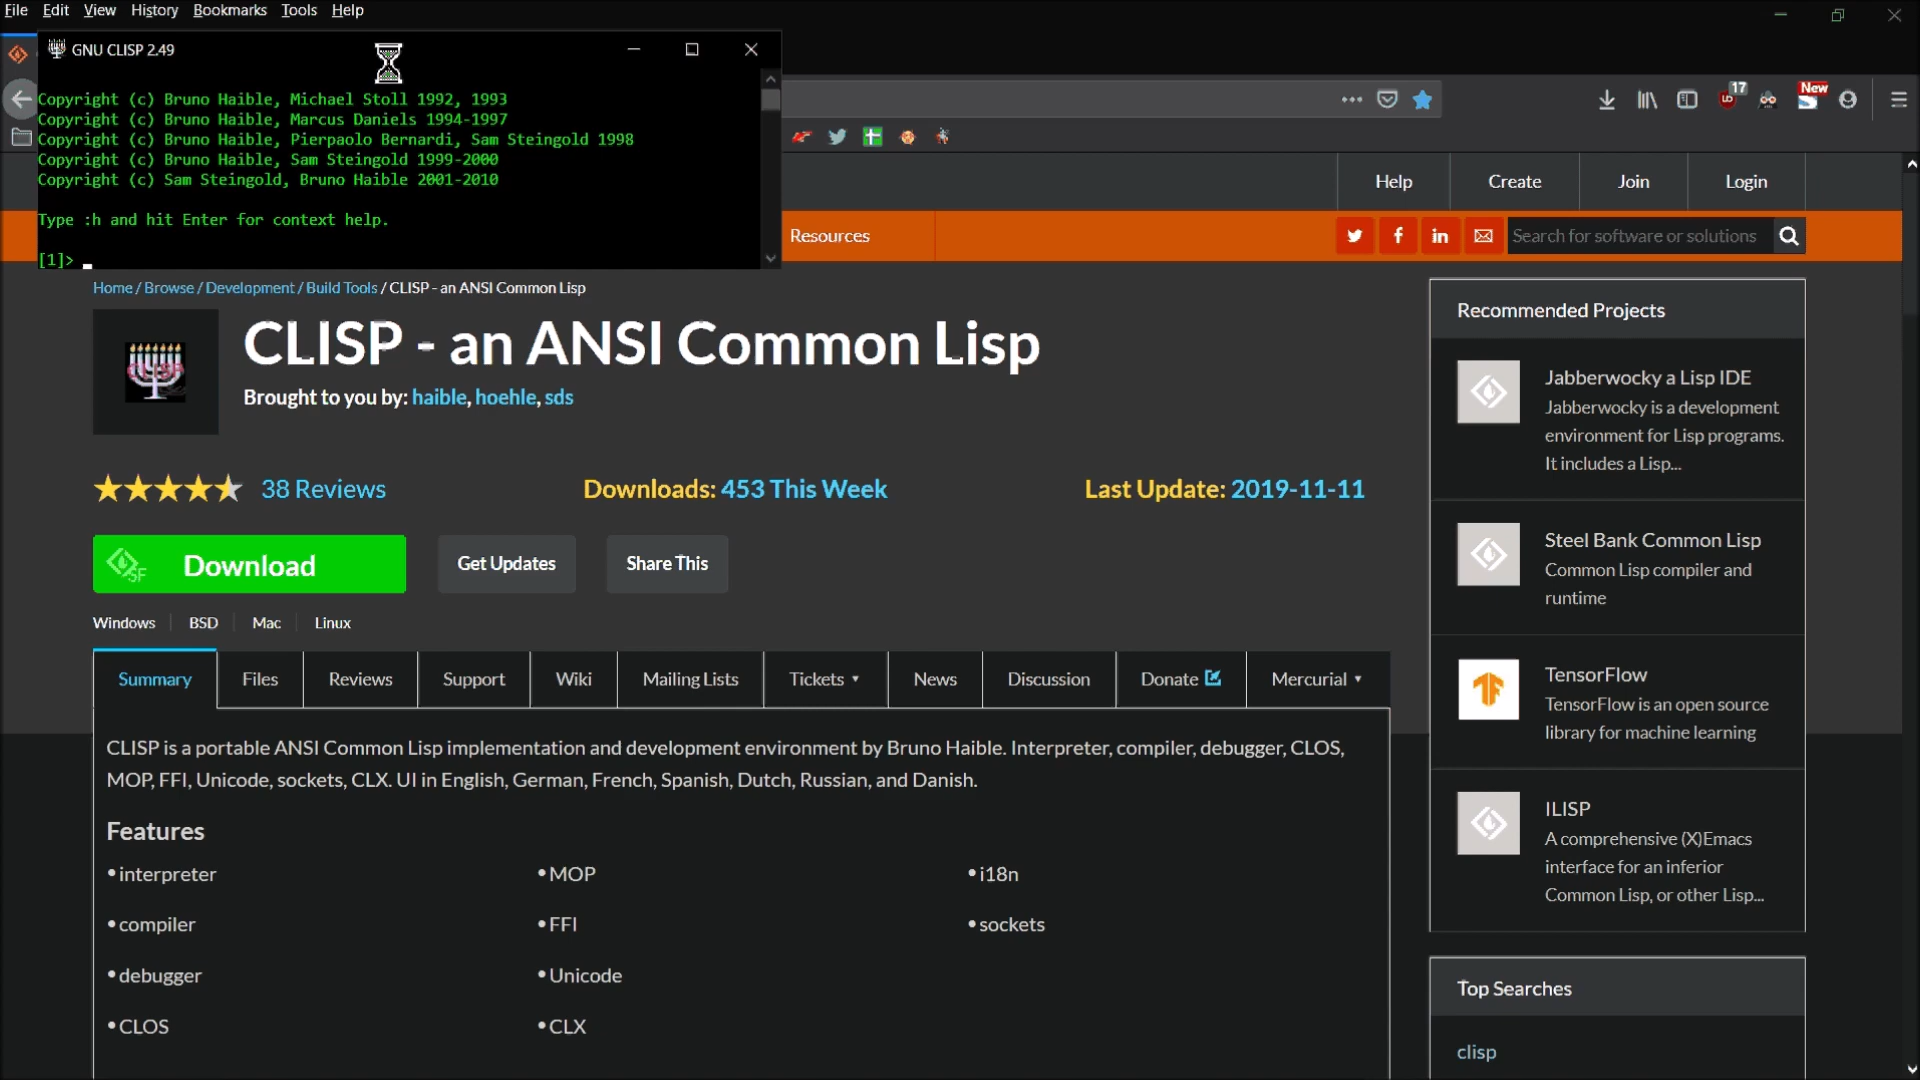 File Edit View History Bookmarks Tools Help
GNU CLISP 2.49
Copyright (c) Bruno Haible, Michael Stoll 1992, 1993
Copyright (c) Bruno Haible, Marcus Daniels 1994-1997
Copyright (c) Bruno Haible, Pierpaolo Bernardi, Sam Steingold 1998
Copyright (c) Bruno Haible, Sam Steingold 1999-2000
Copyright (c) Sam Steingold, Bruno Haible 2001-2010
Type :h and hit Enter for context help.
[1]>
17
New
Help Create Join Login
Resources
Search for software or solutions
Home / Browse / Development / Build Tools / CLISP - an ANSI Common Lisp
CLISP
CLISP - an ANSI Common Lisp
Brought to you by: haible, hoehle, sds
38 Reviews
Downloads: 453 This Week
Last Update: 2019-11-11
SF
Download
Get Updates
Share This
Windows BSD Mac Linux
Summary Files Reviews Support Wiki Mailing Lists Tickets News Discussion Donate Mercurial
CLISP is a portable ANSI Common Lisp implementation and development environment by Bruno Haible. Interpreter, compiler, debugger, CLOS,
MOP, FFI, Unicode, sockets, CLX. UI in English, German, French, Spanish, Dutch, Russian, and Danish.
Features
•interpreter
•compiler
•debugger
•CLOS
•MOP
•FFI
•Unicode
•CLX
•i18n
•sockets
Recommended Projects
Jabberwocky a Lisp IDE
Jabberwocky is a development
environment for Lisp programs.
It includes a Lisp...
Steel Bank Common Lisp
Common Lisp compiler and
runtime
TensorFlow
TensorFlow is an open source
library for machine learning
ILISP
A comprehensive (X)Emacs
interface for an inferior
Common Lisp, or other Lisp...
Top Searches
clisp